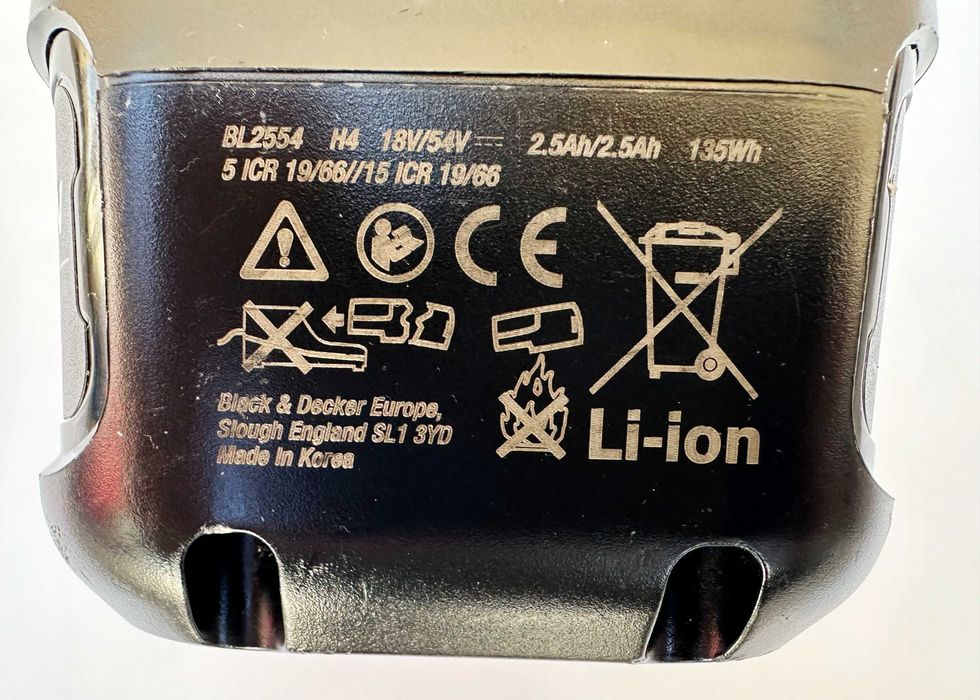 BL2554 H4 18V/54V ⎓ 2.5Ah/2.5Ah 135Wh
5 ICR 19/66//15 ICR 19/66
CE
Black & Decker Europe,
Slough England SL1 3YD
Made In Korea
Li-ion